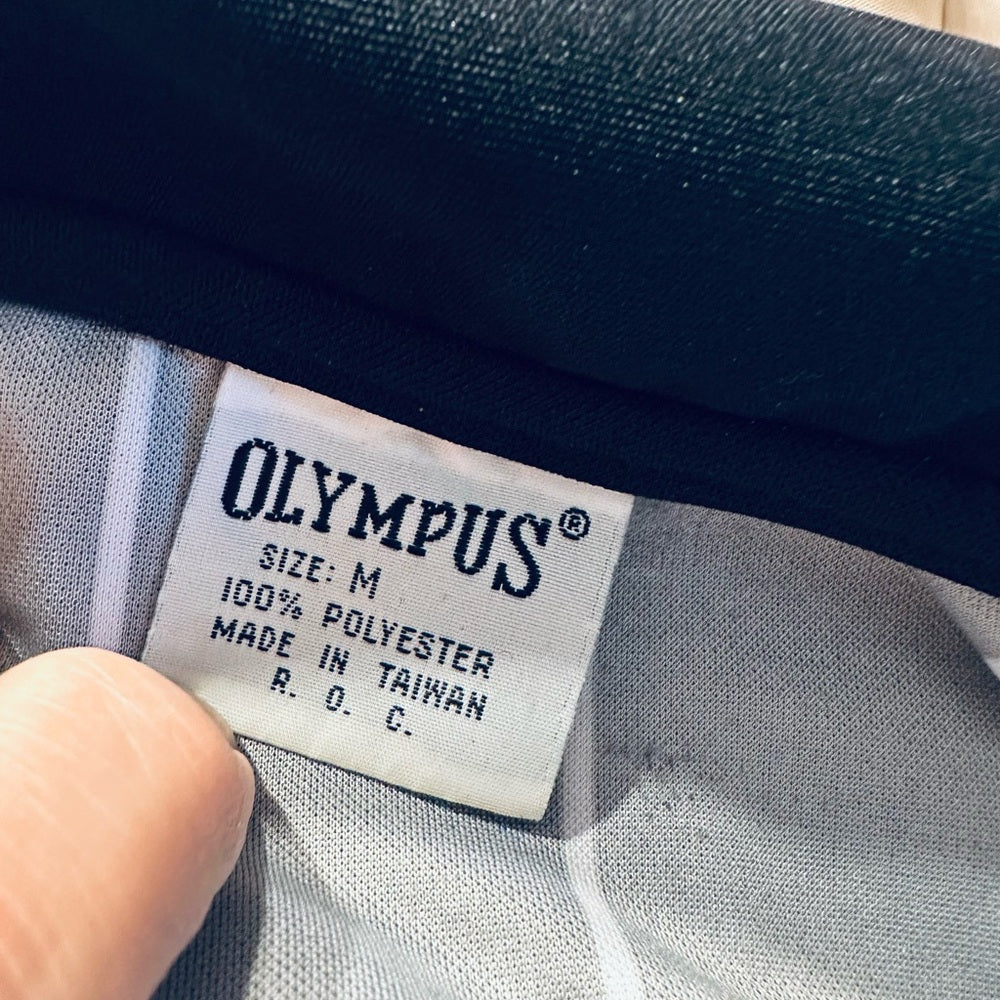 OLYMPUS®
SIZE: M
100% POLYESTER
MADE IN TAIWAN
R. O. C.